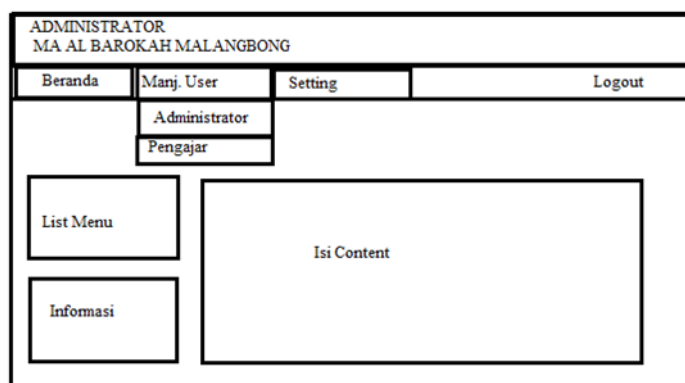 ADMINISTRATOR
MA AL BAROKAH MALANGBONG
Beranda Manj. User Setting Logout
Administrator
Pengajar
List Menu
Isi Content
Informasi